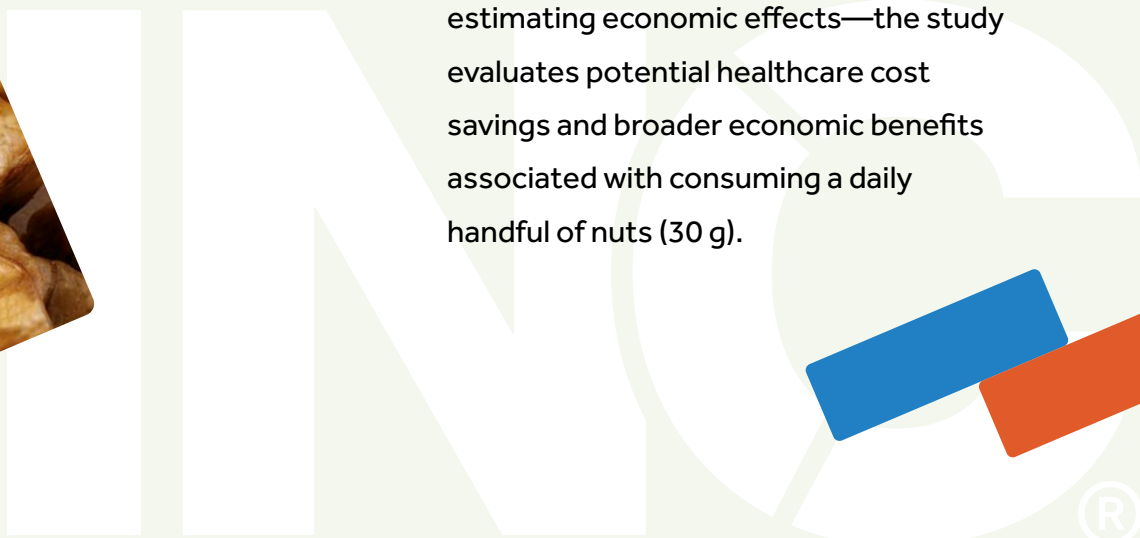 estimating economic effects—the study
evaluates potential healthcare cost
savings and broader economic benefits
associated with consuming a daily
handful of nuts (30 g).
INC
®